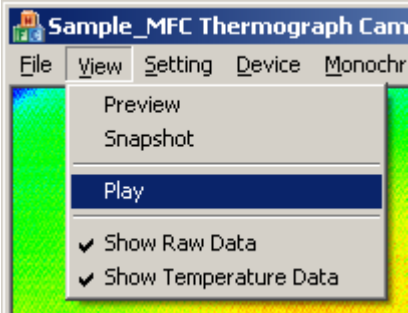 Sample_MFC Thermograph Cam
File View Setting Device Monochr
Preview
Snapshot
Play
Show Raw Data
Show Temperature Data